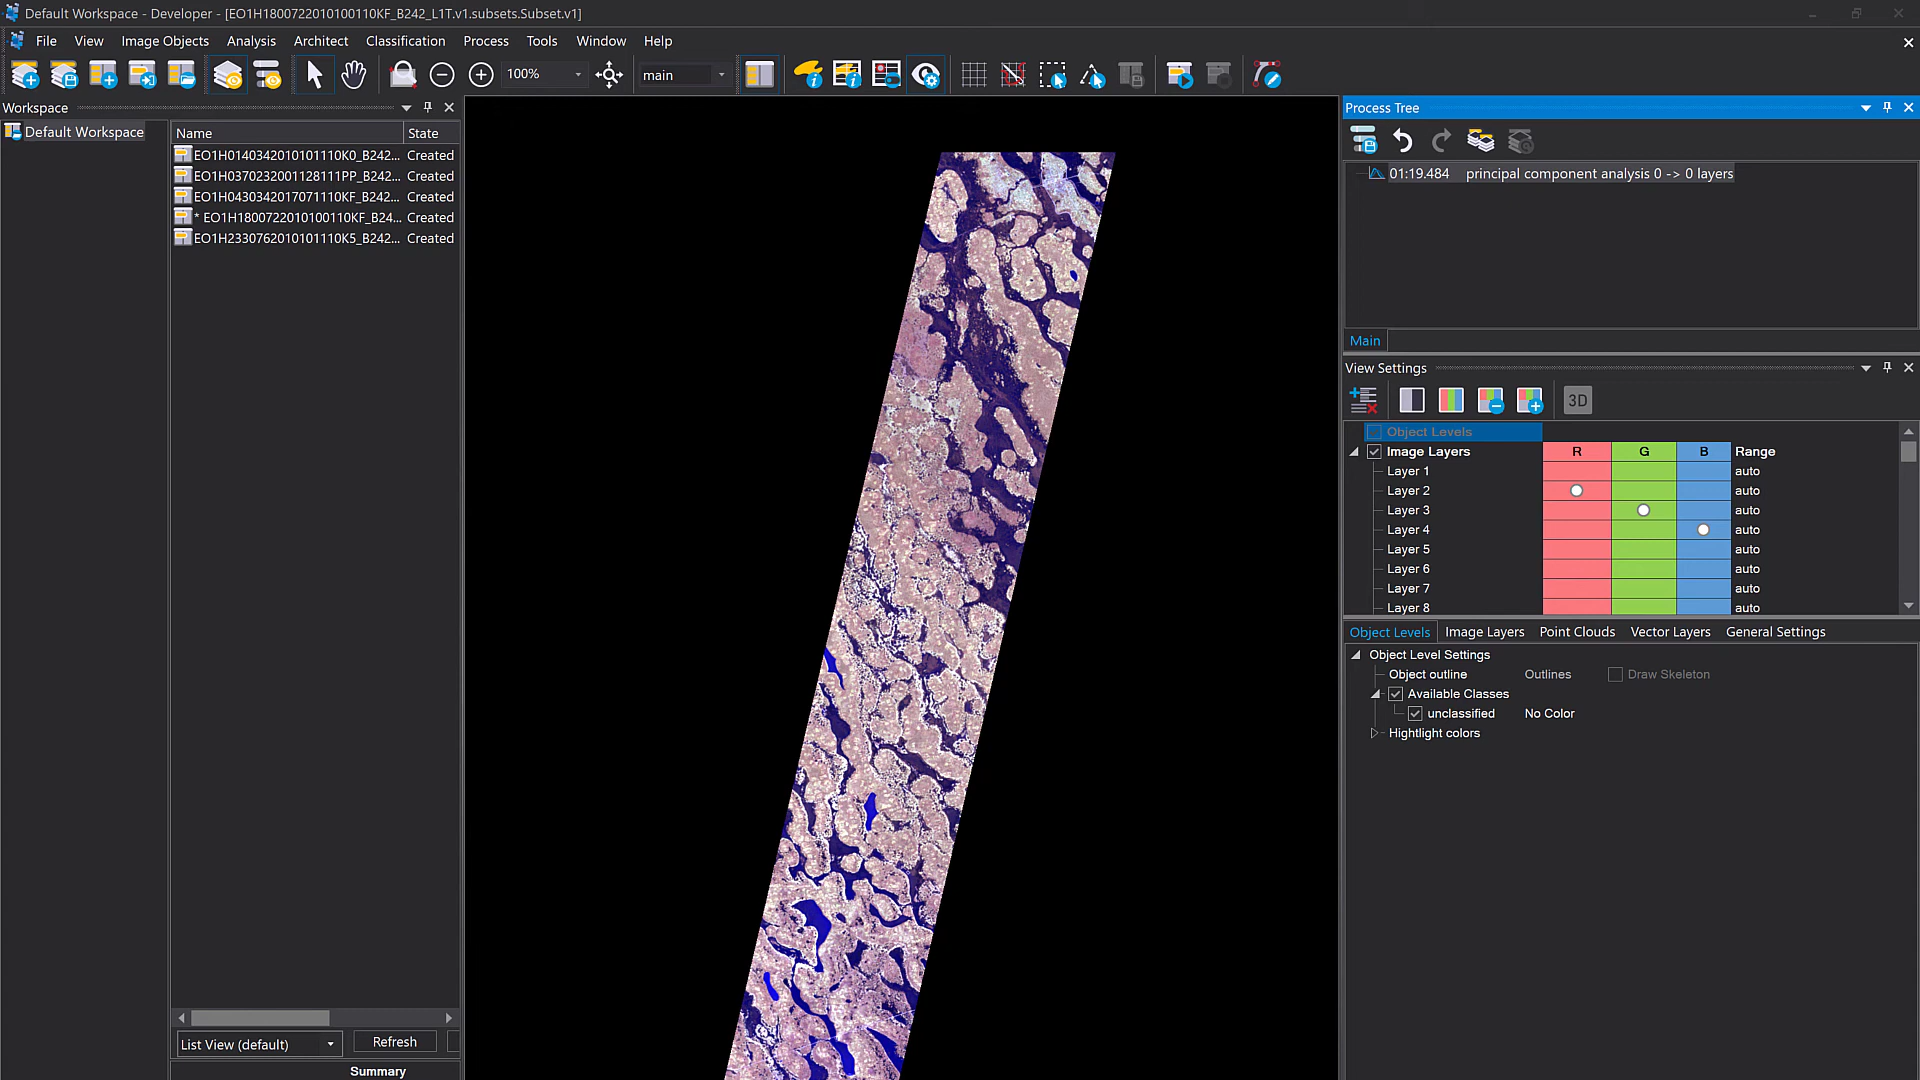 Default Workspace - Developer - [EO1H1800722010100110KF_B242_L1T.v1.subsets.Subset.v1]
File View Image Objects Analysis Architect Classification Process Tools Window Help
100% main
Workspace
Default Workspace
Name State
EO1H0140342010101110K0_B242... Created
EO1H0370232001128111PP_B242... Created
EO1H0430342017071110KF_B242... Created
* EO1H1800722010100110KF_B24... Created
EO1H2330762010101110K5_B242... Created
List View (default) Refresh
Summary
Process Tree
01:19.484 principal component analysis 0 -> 0 layers
Main
View Settings
3D
Object Levels
Image Layers R G B Range
Layer 1 auto
Layer 2 auto
Layer 3 auto
Layer 4 auto
Layer 5 auto
Layer 6 auto
Layer 7 auto
Layer 8 auto
Object Levels Image Layers Point Clouds Vector Layers General Settings
Object Level Settings
Object outline Outlines Draw Skeleton
Available Classes
unclassified No Color
Hightlight colors